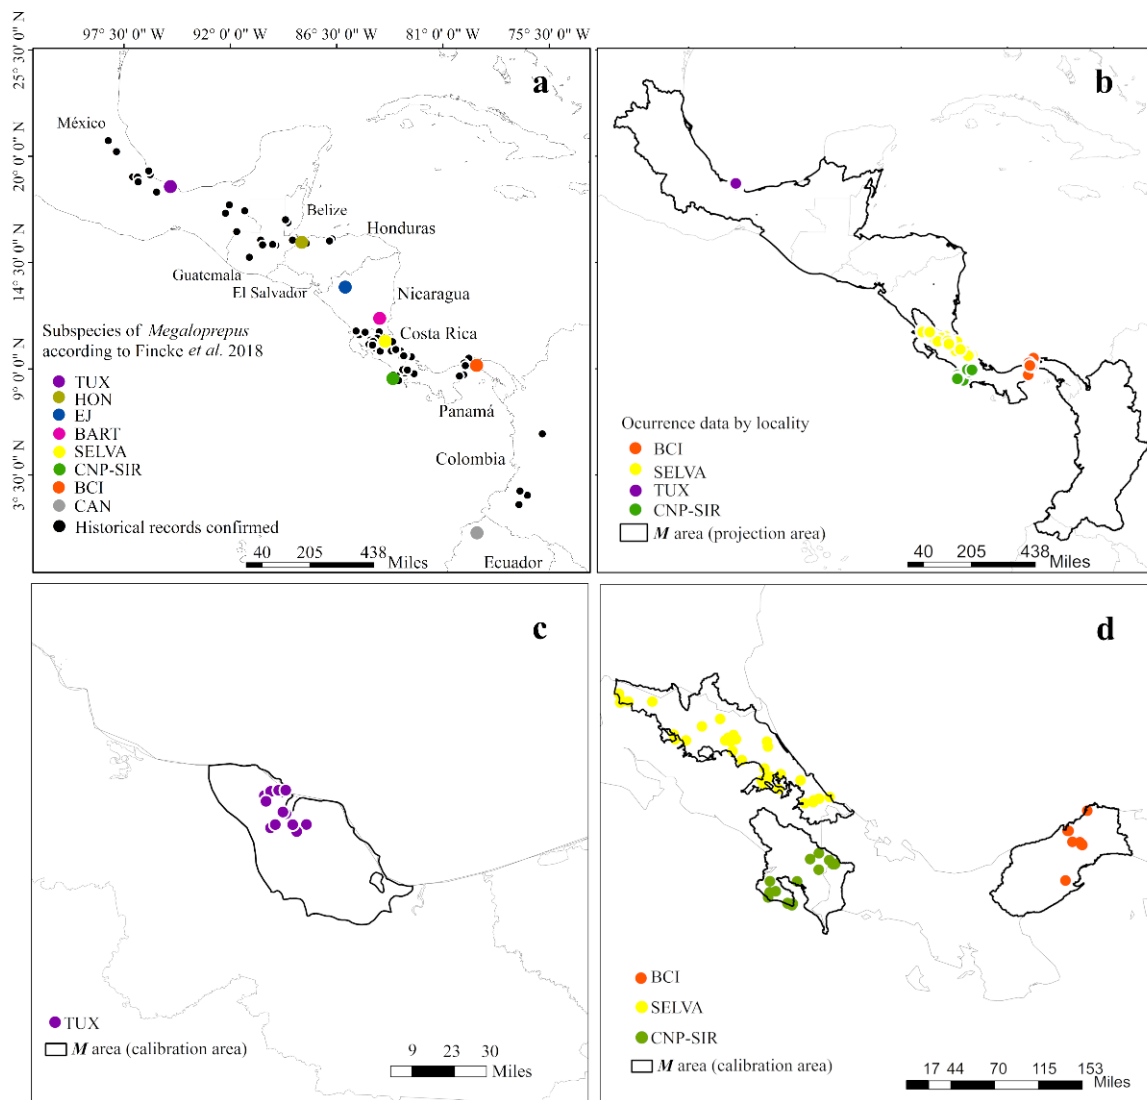 97° 30' 0" W 92° 0' 0" W 86° 30' 0" W 81° 0' 0" W 75° 30' 0" W
25° 30' 0" N
20° 0' 0" N
14° 30' 0" N
9° 0' 0" N
3° 30' 0" N
a
México
Belize
Honduras
Guatemala
El Salvador
Nicaragua
Costa Rica
Panamá
Colombia
Ecuador
Subspecies of Megaloprepus
according to Fincke et al. 2018
TUX
HON
EJ
BART
SELVA
CNP-SIR
BCI
CAN
Historical records confirmed
40 205 438
Miles
b
Ocurrence data by locality
BCI
SELVA
TUX
CNP-SIR
M area (projection area)
40 205 438
Miles
c
TUX
M area (calibration area)
9 23 30
Miles
d
BCI
SELVA
CNP-SIR
M area (calibration area)
17 44 70 115 153
Miles